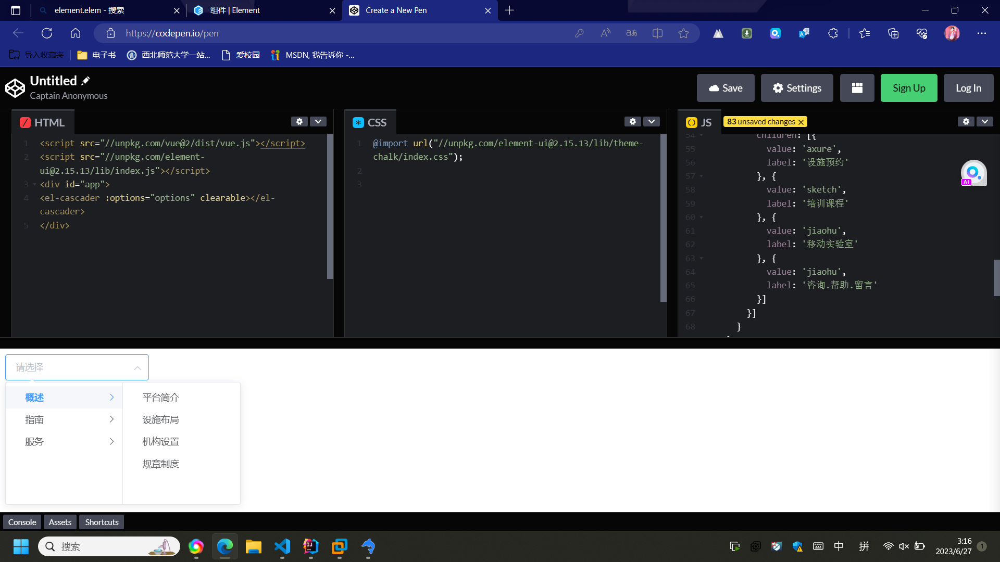 element.elem - 搜索
组件 | Element
Create a New Pen
https://codepen.io/pen
导入收藏夹
电子书
西北师范大学一站...
爱校园
MSDN, 我告诉你 -...
Untitled
Captain Anonymous
Save
Settings
Sign Up
Log In
HTML
1 <script src="//unpkg.com/vue@2/dist/vue.js"></script>
2 <script src="//unpkg.com/element-
ui@2.15.13/lib/index.js"></script>
3 <div id="app">
4 <el-cascader :options="options" clearable></el-
cascader>
5 </div>
CSS
1 @import url("//unpkg.com/element-ui@2.15.13/lib/theme-
chalk/index.css");
2
3
JS
83 unsaved changes
54 children: [{
55 value: 'axure',
56 label: '设施预约'
57 }, {
58 value: 'sketch',
59 label: '培训课程'
60 }, {
61 value: 'jiaohu',
62 label: '移动实验室'
63 }, {
64 value: 'jiaohu',
65 label: '咨询.帮助.留言'
66 }]
67 }]
68 }
AI
请选择
概述
指南
服务
平台简介
设施布局
机构设置
规章制度
Console
Assets
Shortcuts
搜索
中
拼
3:16
2023/6/27
1